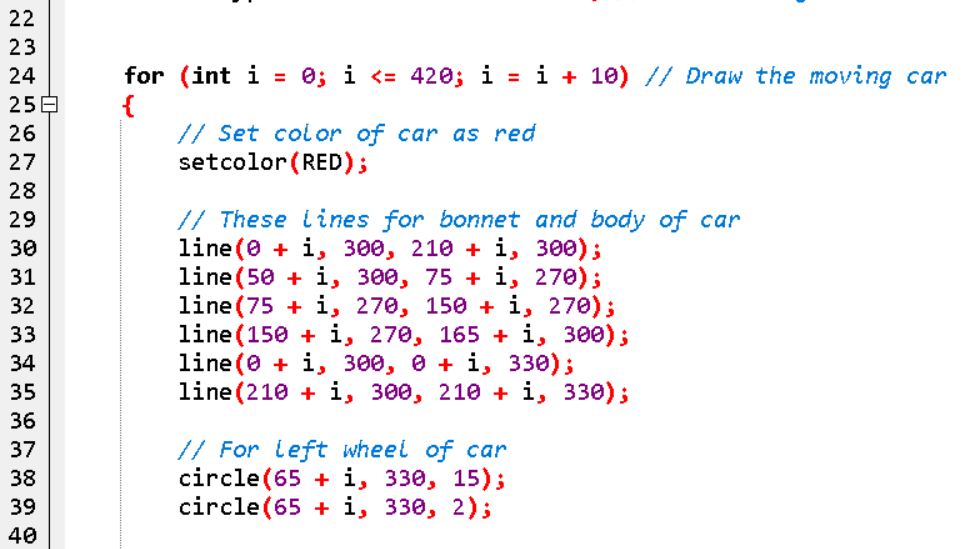 22
23
24 for (int i = 0; i <= 420; i = i + 10) // Draw the moving car
25 {
26 // Set color of car as red
27 setcolor(RED);
28
29 // These lines for bonnet and body of car
30 line(0 + i, 300, 210 + i, 300);
31 line(50 + i, 300, 75 + i, 270);
32 line(75 + i, 270, 150 + i, 270);
33 line(150 + i, 270, 165 + i, 300);
34 line(0 + i, 300, 0 + i, 330);
35 line(210 + i, 300, 210 + i, 330);
36
37 // For left wheel of car
38 circle(65 + i, 330, 15);
39 circle(65 + i, 330, 2);
40